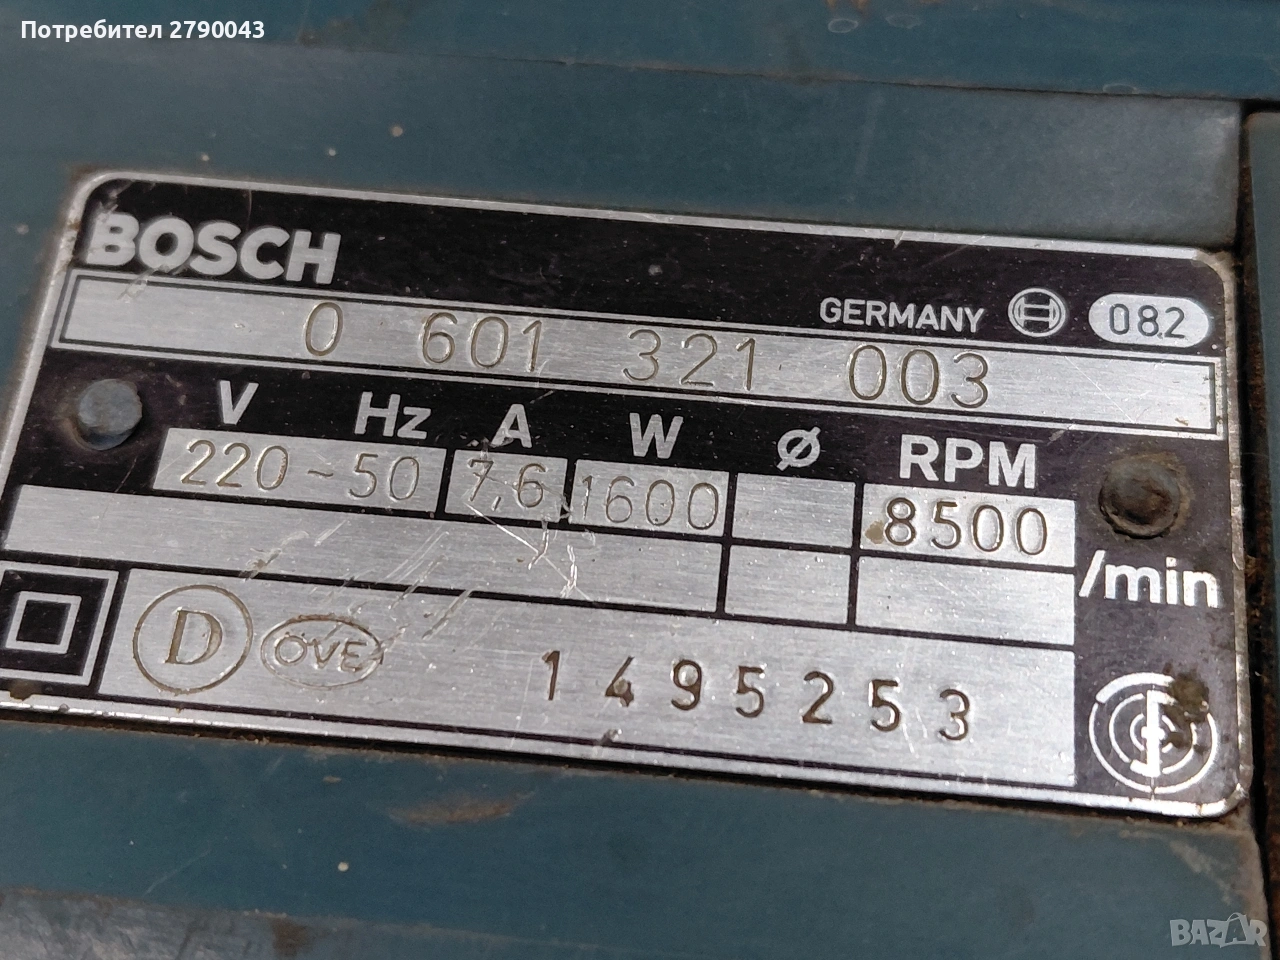 Потребител 2790043
BOSCH
GERMANY 082
0 601 321 003
V Hz A W Ø RPM
220~50 7,6 1600 8500
/min
D ÖVE 1495253
BAZAR